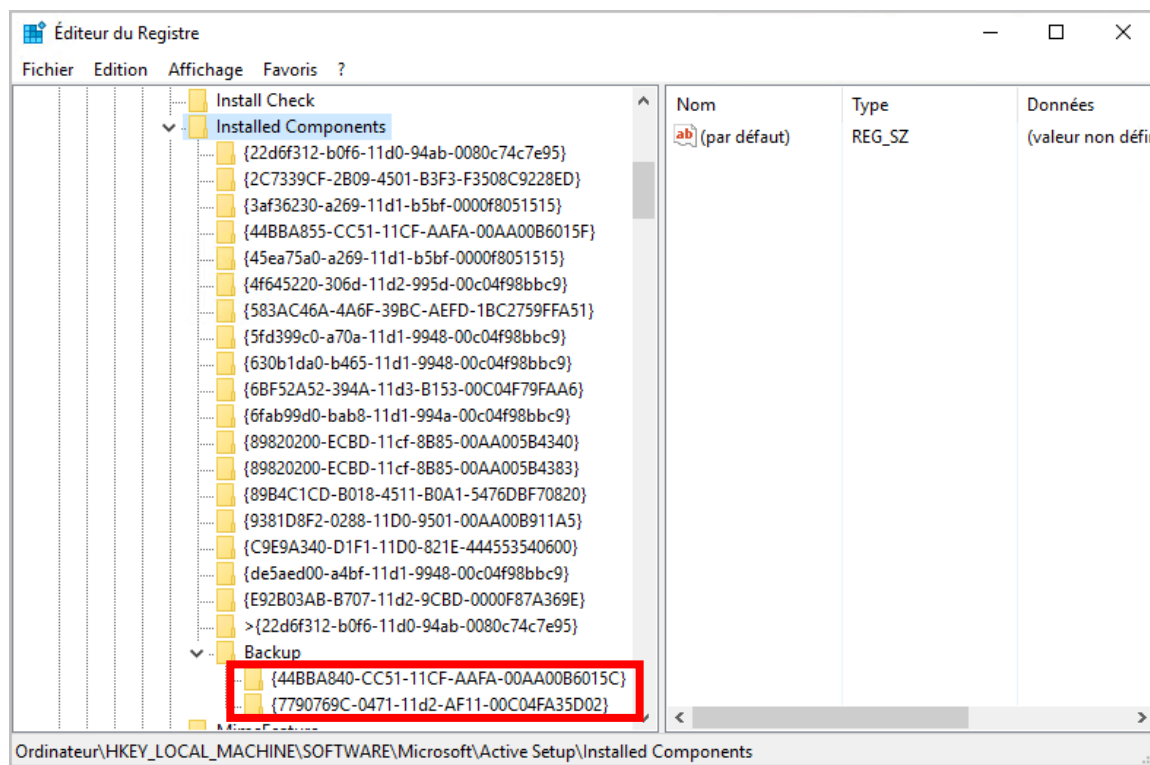 Éditeur du Registre
Fichier Edition Affichage Favoris ?
Install Check
Installed Components
{22d6f312-b0f6-11d0-94ab-0080c74c7e95}
{2C7339CF-2B09-4501-B3F3-F3508C9228ED}
{3af36230-a269-11d1-b5bf-0000f8051515}
{44BBA855-CC51-11CF-AAFA-00AA00B6015F}
{45ea75a0-a269-11d1-b5bf-0000f8051515}
{4f645220-306d-11d2-995d-00c04f98bbc9}
{583AC46A-4A6F-39BC-AEFD-1BC2759FFA51}
{5fd399c0-a70a-11d1-9948-00c04f98bbc9}
{630b1da0-b465-11d1-9948-00c04f98bbc9}
{6BF52A52-394A-11d3-B153-00C04F79FAA6}
{6fab99d0-bab8-11d1-994a-00c04f98bbc9}
{89820200-ECBD-11cf-8B85-00AA005B4340}
{89820200-ECBD-11cf-8B85-00AA005B4383}
{89B4C1CD-B018-4511-B0A1-5476DBF70820}
{9381D8F2-0288-11D0-9501-00AA00B911A5}
{C9E9A340-D1F1-11D0-821E-444553540600}
{de5aed00-a4bf-11d1-9948-00c04f98bbc9}
{E92B03AB-B707-11d2-9CBD-0000F87A369E}
>{22d6f312-b0f6-11d0-94ab-0080c74c7e95}
Backup
{44BBA840-CC51-11CF-AAFA-00AA00B6015C}
{7790769C-0471-11d2-AF11-00C04FA35D02}
Nom Type Données
(par défaut) REG_SZ (valeur non défi
Ordinateur\HKEY_LOCAL_MACHINE\SOFTWARE\Microsoft\Active Setup\Installed Components